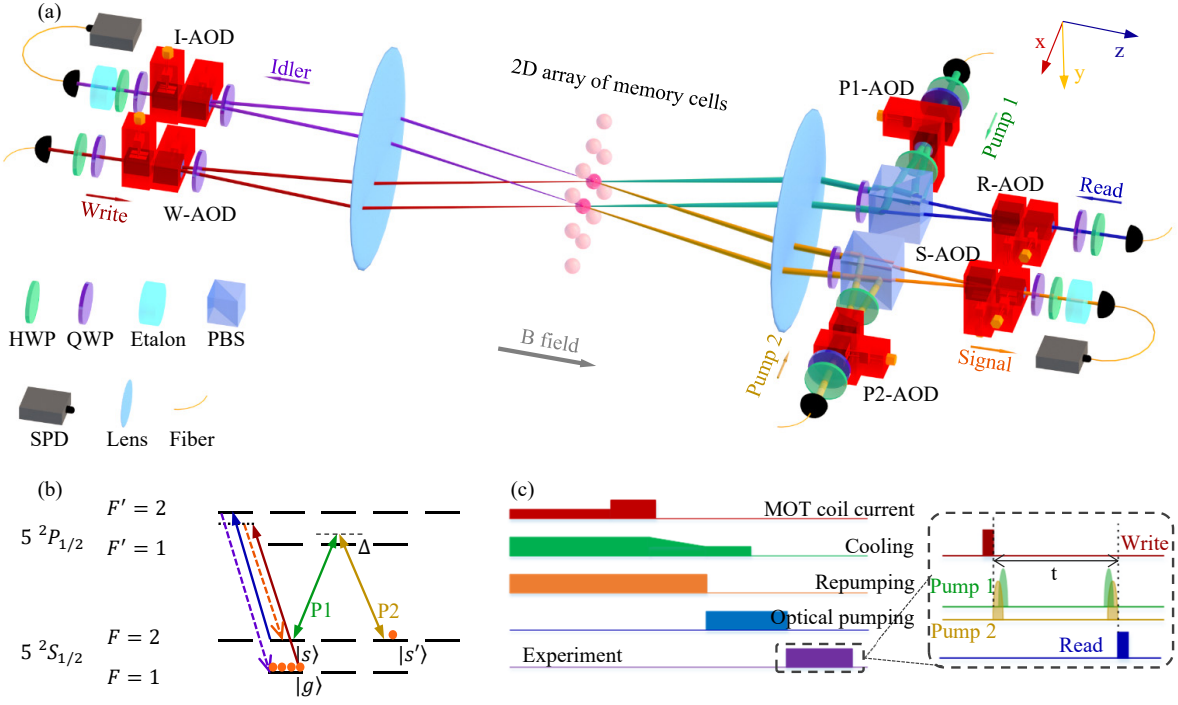 (a)
I-AOD
Idler
2D array of memory cells
x
z
y
P1-AOD
Pump 1
R-AOD
Read
Write
W-AOD
S-AOD
HWP
QWP
Etalon
PBS
B field
Pump 2
Signal
P2-AOD
SPD
Lens
Fiber
(b)
F′ = 2
5 ²P₁/₂
F′ = 1
Δ
P1
P2
F = 2
5 ²S₁/₂
|s⟩
|s′⟩
F = 1
|g⟩
(c)
MOT coil current
Cooling
Repumping
Optical pumping
Experiment
Write
t
Pump 1
Pump 2
Read